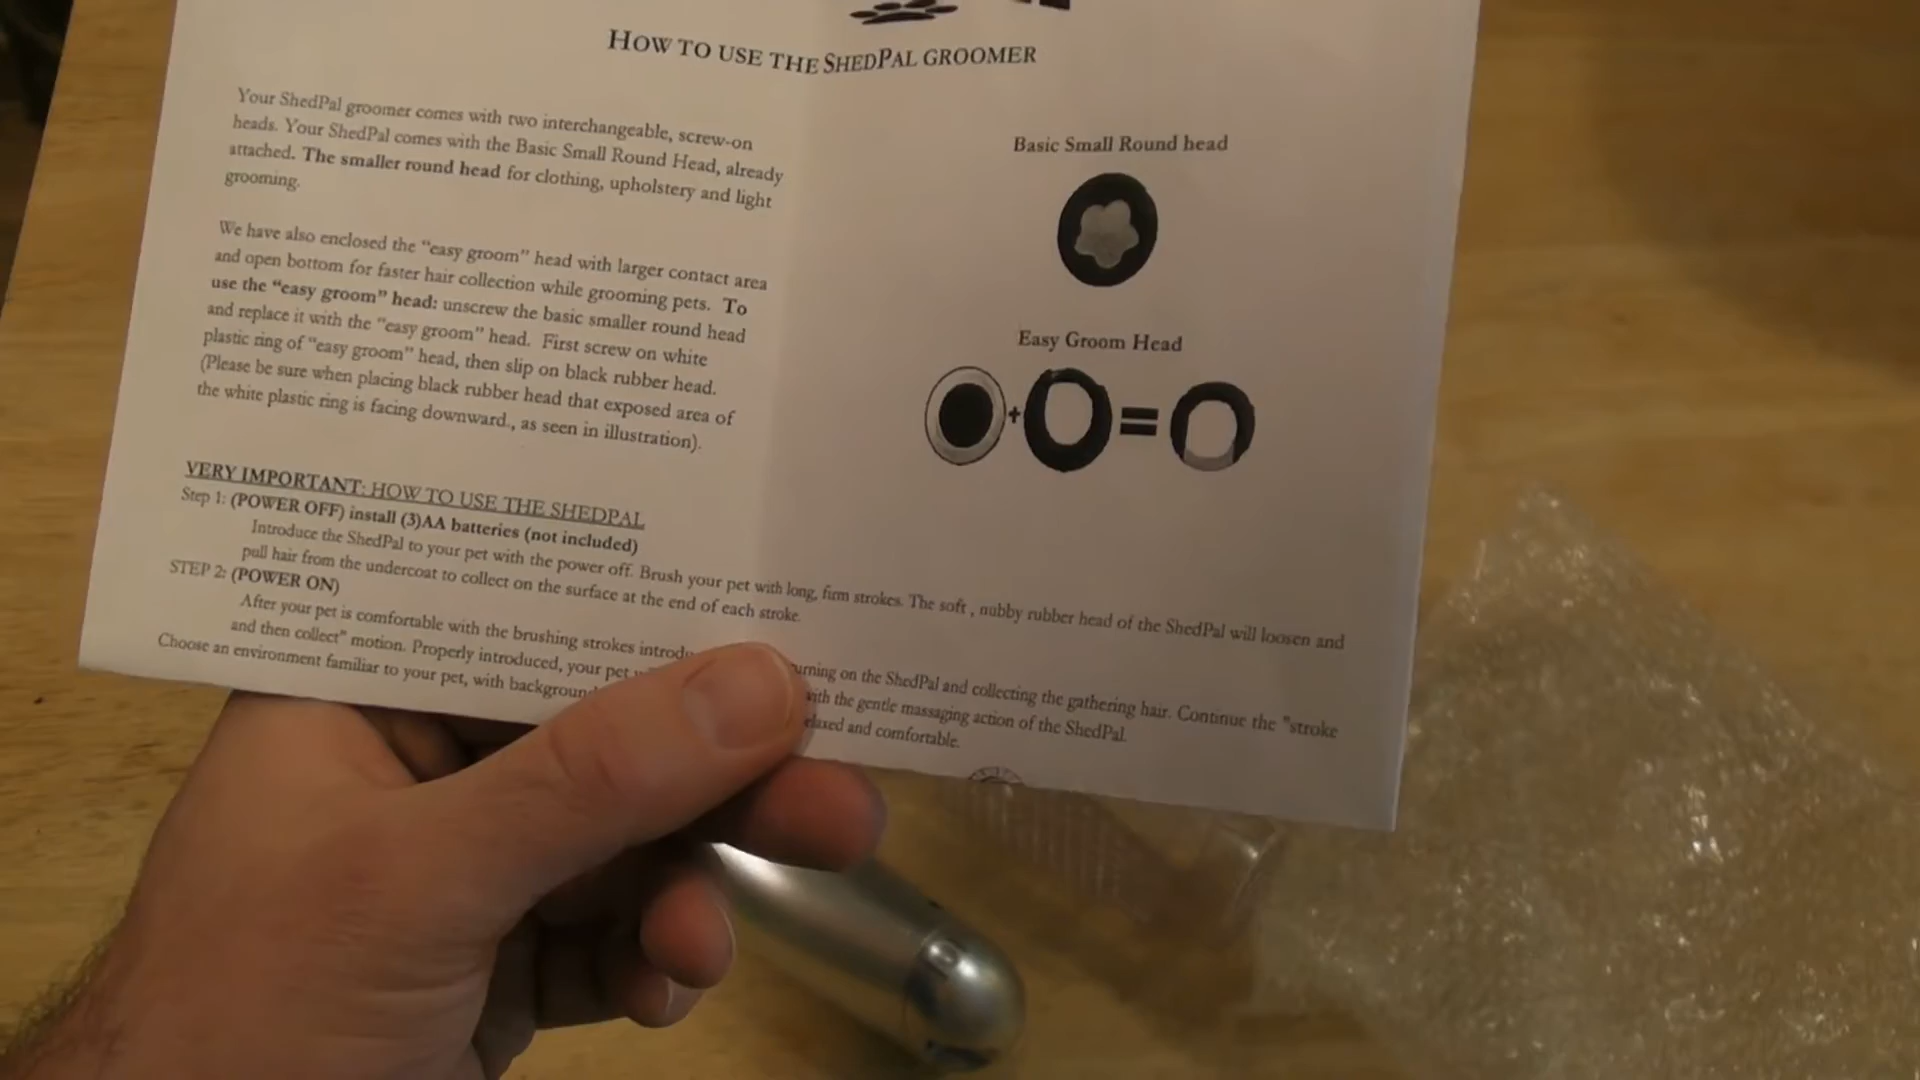 HOW TO USE THE SHEDPAL GROOMER
Your ShedPal groomer comes with two interchangeable, screw-on
heads. Your ShedPal comes with the Basic Small Round Head, already
attached. The smaller round head for clothing, upholstery and light
grooming.
We have also enclosed the “easy groom” head with larger contact area
and open bottom for faster hair collection while grooming pets. To
use the “easy groom” head: unscrew the basic smaller round head
and replace it with the “easy groom” head. First screw on white
plastic ring of “easy groom” head, then slip on black rubber head.
(Please be sure when placing black rubber head that exposed area of
the white plastic ring is facing downward., as seen in illustration).
Basic Small Round head
Easy Groom Head
+ =
VERY IMPORTANT: HOW TO USE THE SHEDPAL
Step 1: (POWER OFF) install (3)AA batteries (not included)
Introduce the ShedPal to your pet with the power off. Brush your pet with long, firm strokes. The soft , nubby rubber head of the ShedPal will loosen and
pull hair from the undercoat to collect on the surface at the end of each stroke.
STEP 2: (POWER ON)
After your pet is comfortable with the brushing strokes on the ShedPal and collecting the gathering hair. Continue the "stroke
and then collect” motion. Properly introduced, your pet with the gentle massaging action of the ShedPal.
Choose an environment familiar to your pet, with and comfortable.